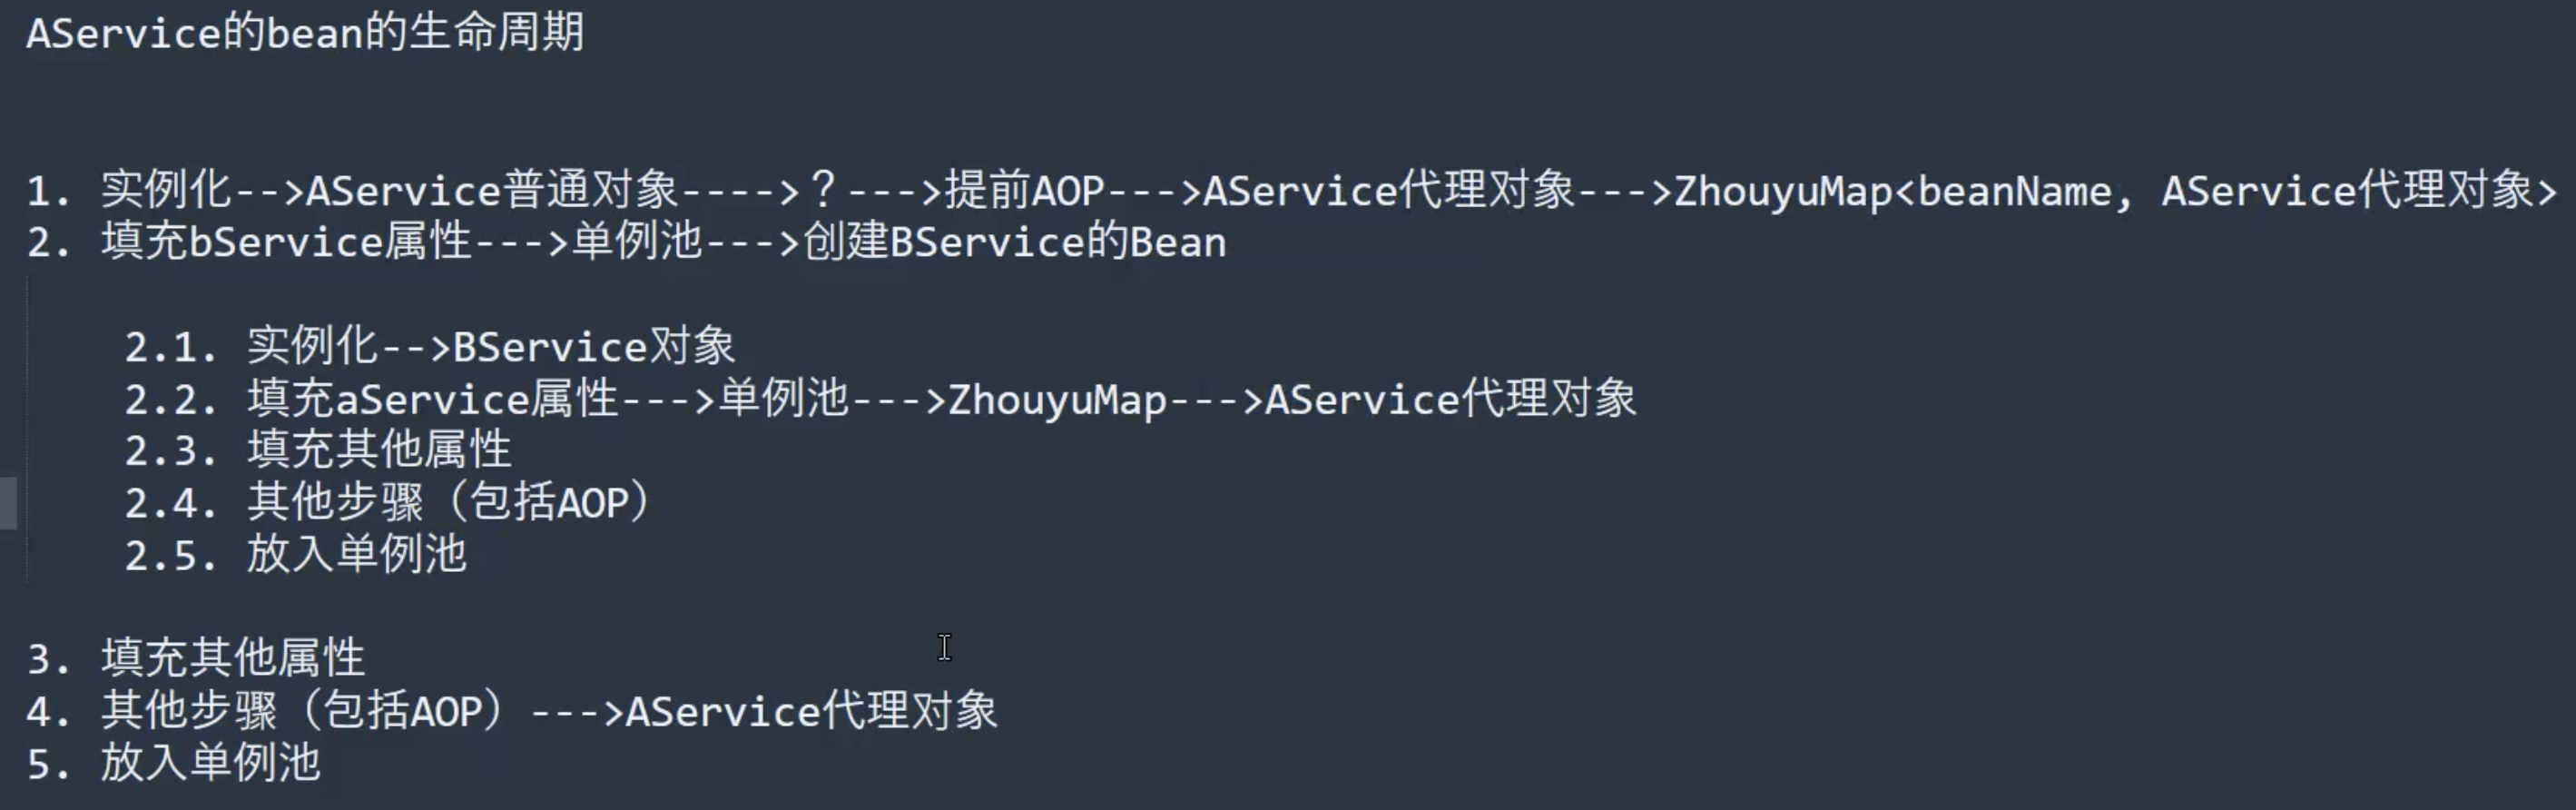 AService的bean的生命周期
1. 实例化-->AService普通对象---->？--->提前AOP--->AService代理对象--->ZhouyuMap<beanName, AService代理对象>
2. 填充bService属性--->单例池--->创建BService的Bean
2.1. 实例化-->BService对象
2.2. 填充aService属性--->单例池--->ZhouyuMap--->AService代理对象
2.3. 填充其他属性
2.4. 其他步骤（包括AOP）
2.5. 放入单例池
3. 填充其他属性
4. 其他步骤（包括AOP）--->AService代理对象
5. 放入单例池